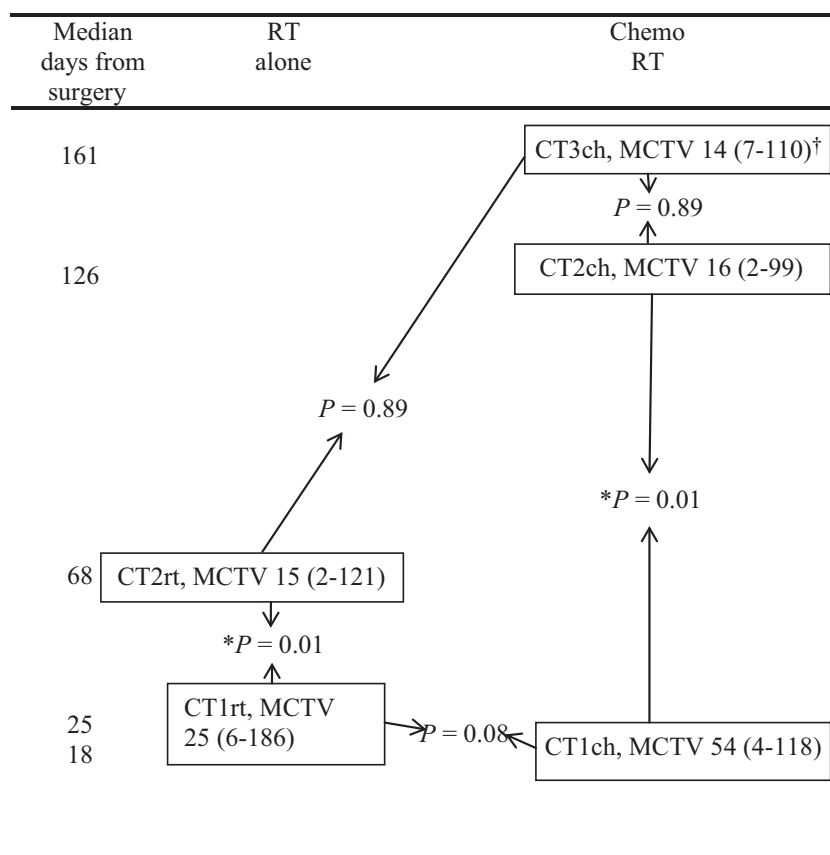 Median
days from
surgery
RT
alone
Chemo
RT
161
CT3ch, MCTV 14 (7-110)†
P = 0.89
126
CT2ch, MCTV 16 (2-99)
P = 0.89
*P = 0.01
68
CT2rt, MCTV 15 (2-121)
*P = 0.01
25
18
CT1rt, MCTV
25 (6-186)
P = 0.08
CT1ch, MCTV 54 (4-118)